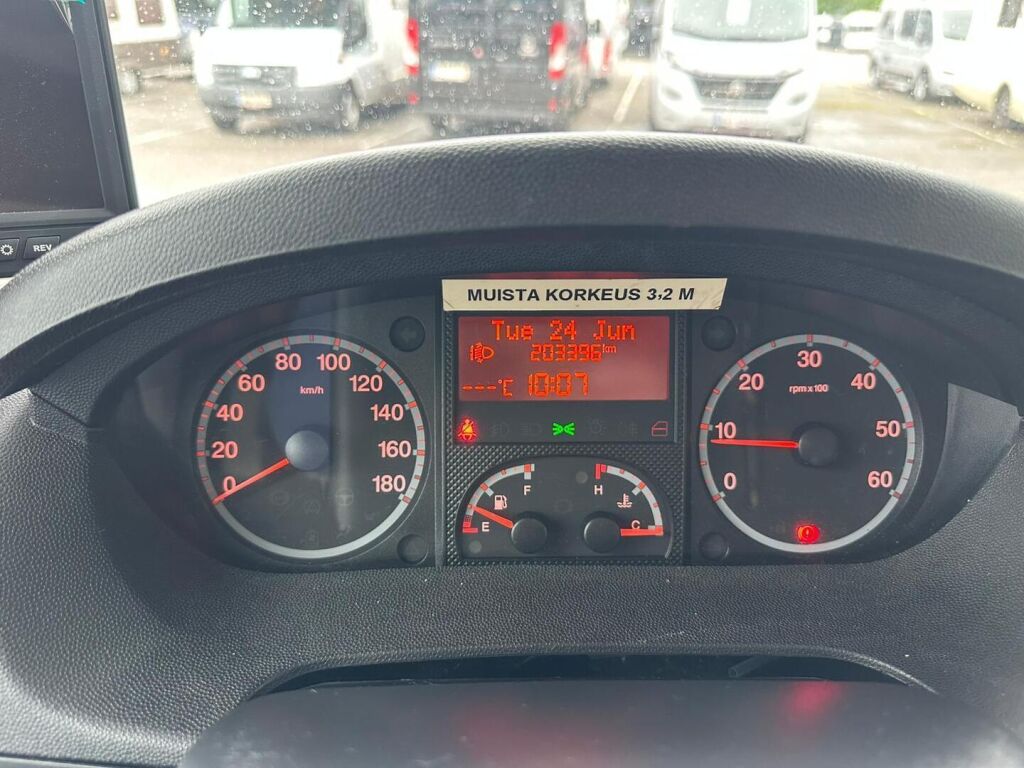 REV
MUISTA KORKEUS 3,2 M
Tue 24 Jun
203396 km
---°C 10:07
0 20 40 60 80 100 120 140 160 180
km/h
0 10 20 30 40 50 60
rpm x 100
F
E
H
C